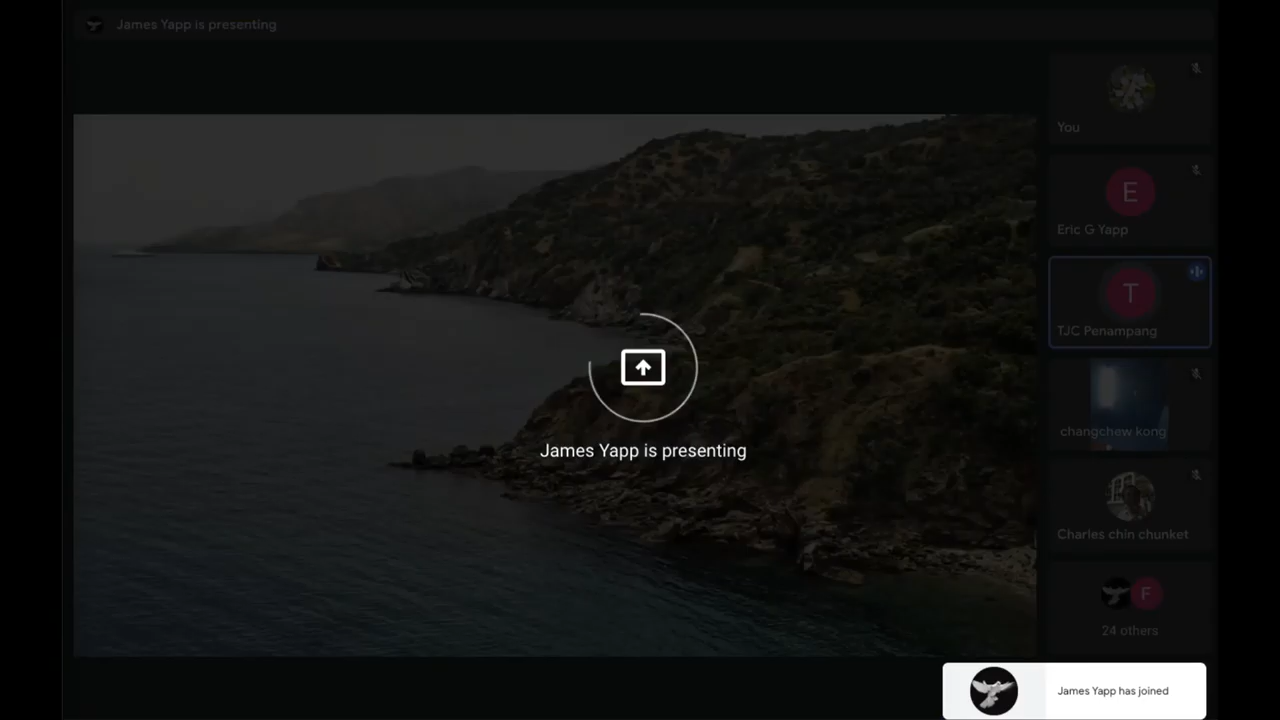 James Yapp is presenting
You
E
Eric G Yapp
T
TJC Penampang
changchew kong
Charles chin chunket
F
24 others
James Yapp is presenting
James Yapp has joined